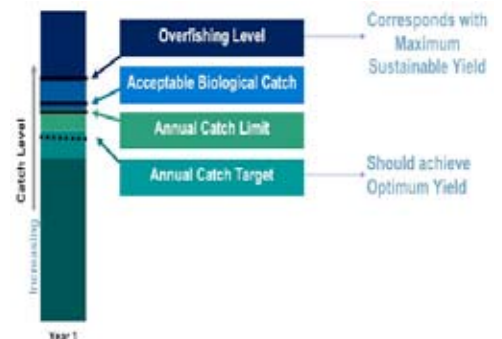 Overfishing Level
Corresponds with
Maximum
Sustainable Yield
Acceptable Biological Catch
Annual Catch Limit
Annual Catch Target
Should achieve
Optimum Yield
Catch Level
Increasing
Year 1